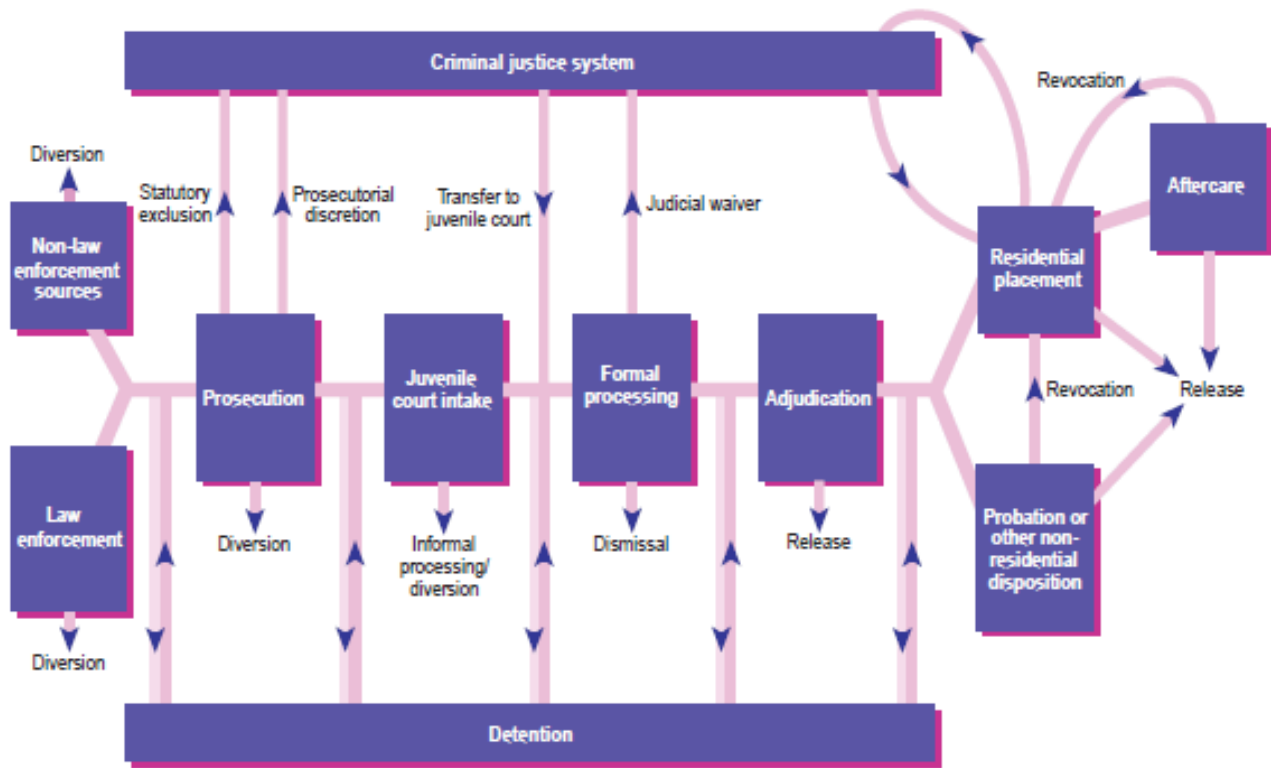 Criminal justice system
Revocation
Diversion
Aftercare
Statutory
exclusion
Prosecutorial
discretion
Transfer to
juvenile court
Judicial waiver
Non-law
enforcement
sources
Residential
placement
Prosecution
Juvenile
court intake
Formal
processing
Adjudication
Revocation
Release
Law
enforcement
Diversion
Informal
processing/
diversion
Dismissal
Release
Probation or
other non-
residential
disposition
Diversion
Detention